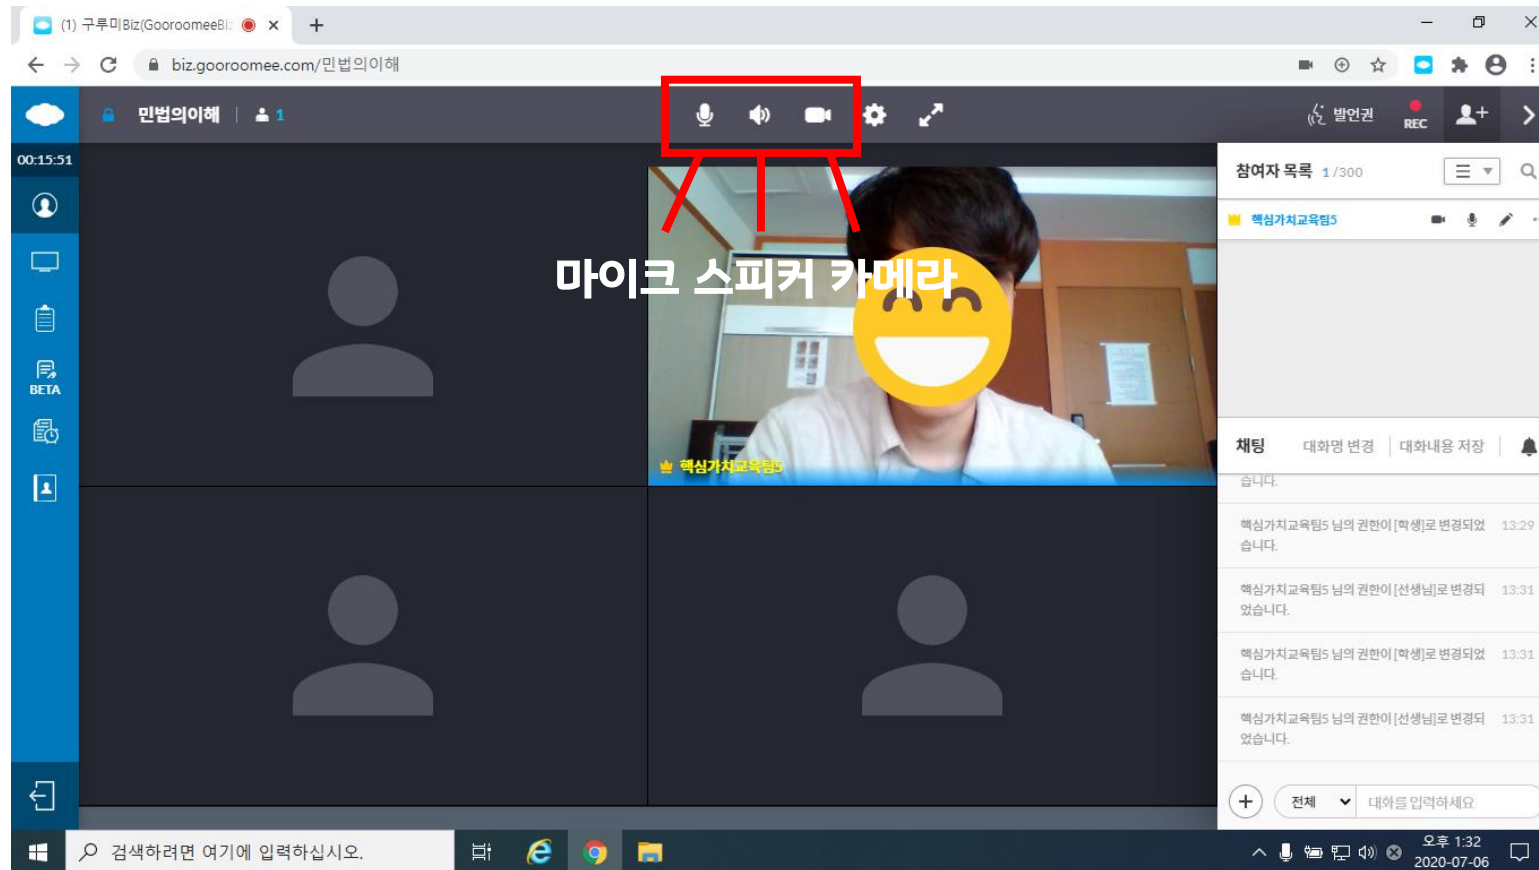 (1) 구루미Biz(GooroomeeBiz
biz.gooroomee.com/민법의이해
민법의이해 1
발언권
REC
00:15:51
BETA
마이크 스피커 카메라
핵심가치교육팀5
참여자 목록 1/300
핵심가치교육팀5
채팅 대화명 변경 대화내용 저장
습니다.
핵심가치교육팀5 님의 권한이 [학생]로 변경되었 13:29
습니다.
핵심가치교육팀5 님의 권한이 [선생님]로 변경되 13:31
었습니다.
핵심가치교육팀5 님의 권한이 [학생]로 변경되었 13:31
습니다.
핵심가치교육팀5 님의 권한이 [선생님]로 변경되 13:31
었습니다.
전체 대화를 입력하세요
검색하려면 여기에 입력하십시오.
오후 1:32
2020-07-06